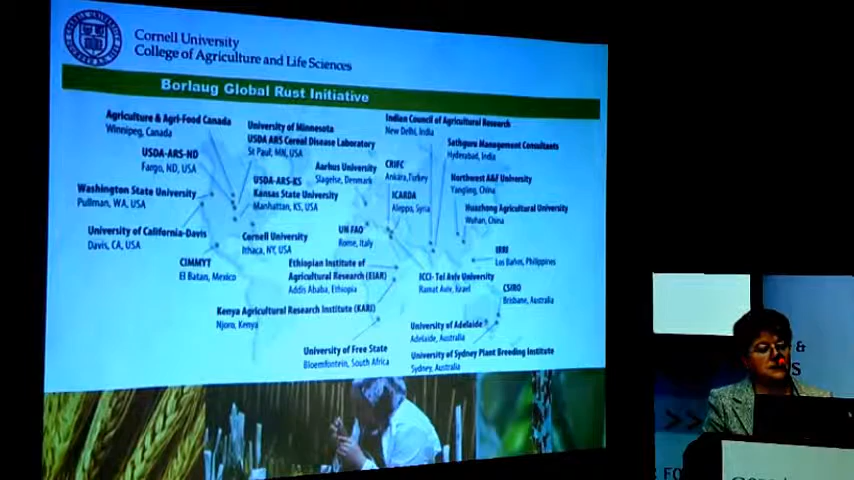 Cornell University
College of Agriculture and Life Sciences
Borlaug Global Rust Initiative
Agriculture & Agri-Food Canada
Winnipeg, Canada
University of Minnesota
USDA ARS Cereal Disease Laboratory
St Paul, MN, USA
Indian Council of Agricultural Research
New Delhi, India
Sathguru Management Consultants
Hyderabad, India
USDA-ARS-ND
Fargo, ND, USA
Aarhus University
Slagelse, Denmark
CRIFC
Ankara, Turkey
Northwest A&F University
Yangling, China
USDA-ARS-KS
Kansas State University
Manhattan, KS, USA
Washington State University
Pullman, WA, USA
ICARDA
Aleppo, Syria
Huazhong Agricultural University
Wuhan, China
University of California-Davis
Davis, CA, USA
Cornell University
Ithaca, NY, USA
UN FAO
Rome, Italy
IRRI
Los Baños, Philippines
CIMMYT
El Batan, Mexico
Ethiopian Institute of
Agricultural Research (EIAR)
Addis Ababa, Ethiopia
ICCI- Tel Aviv University
Ramat Aviv, Israel
CSIRO
Brisbane, Australia
Kenya Agricultural Research Institute (KARI)
Njoro, Kenya
University of Adelaide
Adelaide, Australia
University of Free State
Bloemfontein, South Africa
University of Sydney Plant Breeding Institute
Sydney, Australia
&
S